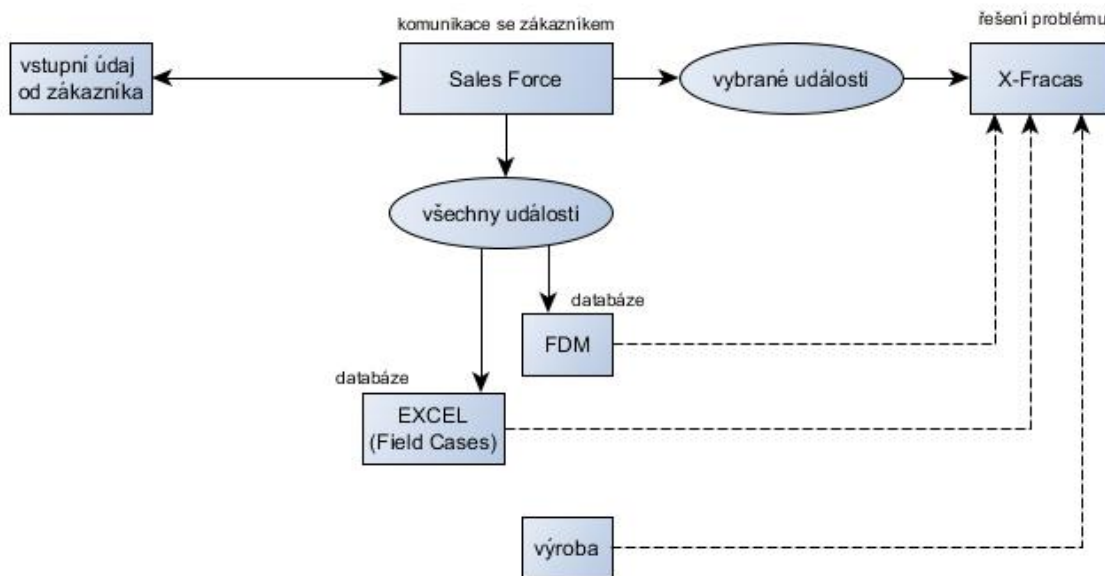 komunikace se zákazníkem
řešení problému
vstupní údaj
od zákazníka
Sales Force
vybrané události
X-Fracas
všechny události
databáze
FDM
databáze
EXCEL
(Field Cases)
výroba